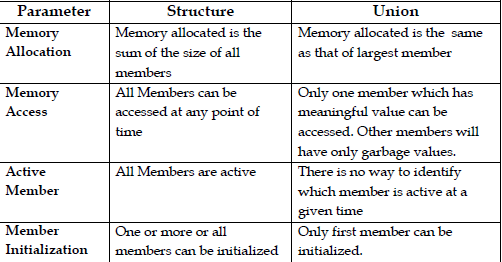 Parameter Structure Union
Memory Memory allocated is the Memory allocated is the same
Allocation sum of the size of all as that of largest member
members
Memory All Members can be Only one member which has
Access accessed at any point of meaningful value can be
time accessed. Other members will
have only garbage values.
Active All Members are active There is no way to identify
Member which member is active at a
given time
Member One or more or all Only first member can be
Initialization members can be initialized initialized.